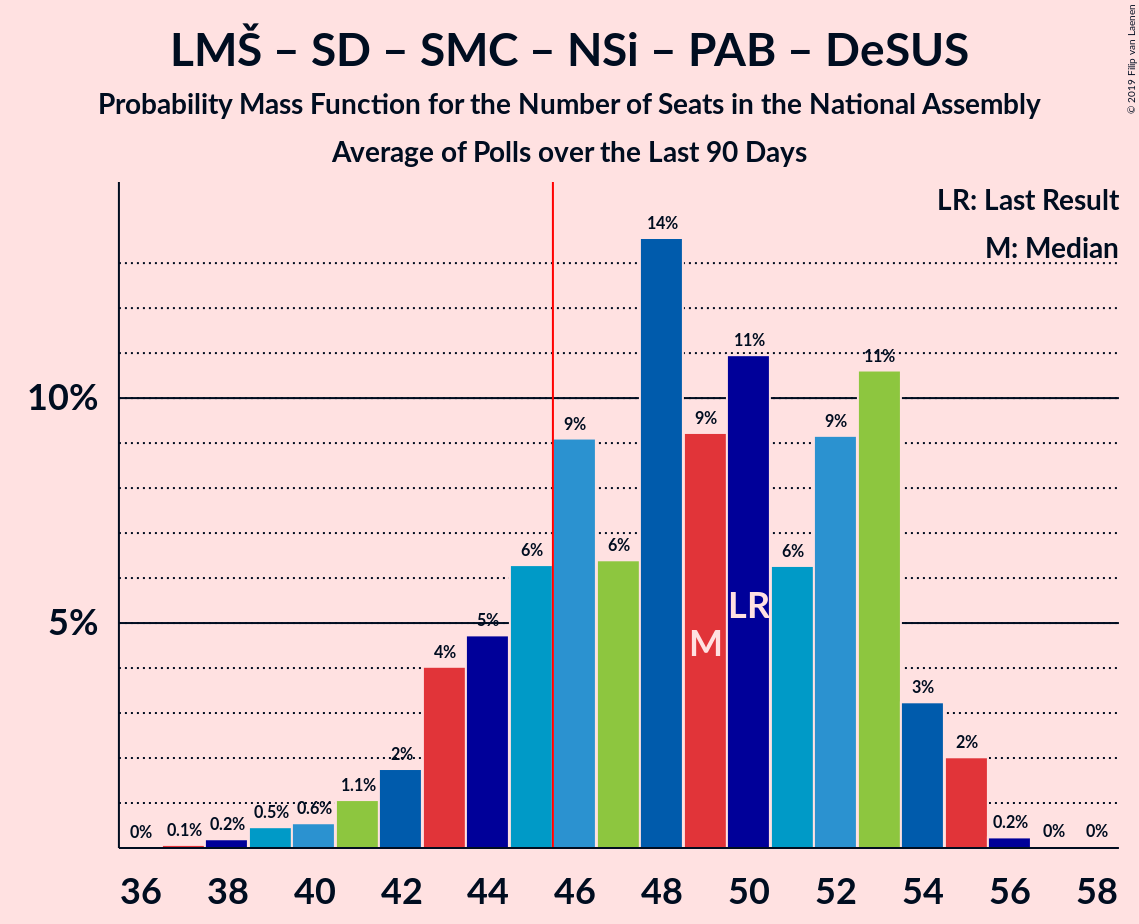 LMŠ – SD – SMC – NSi – PAB – DeSUS
Probability Mass Function for the Number of Seats in the National Assembly
Average of Polls over the Last 90 Days
© 2019 Filip van Laenen
LR: Last Result
M: Median
10%
5%
0%
0.1%
0.2%
0.5%
0.6%
1.1%
2%
4%
5%
6%
9%
6%
14%
9%
11%
6%
9%
11%
3%
2%
0.2%
0%
0%
M
LR
36 38 40 42 44 46 48 50 52 54 56 58